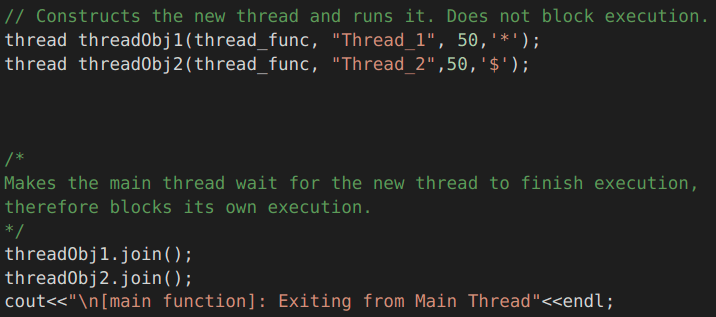 // Constructs the new thread and runs it. Does not block execution.
thread threadObj1(thread_func, "Thread_1", 50,'*');
thread threadObj2(thread_func, "Thread_2",50,'$');
/*
Makes the main thread wait for the new thread to finish execution,
therefore blocks its own execution.
*/
threadObj1.join();
threadObj2.join();
cout<<"\n[main function]: Exiting from Main Thread"<<endl;